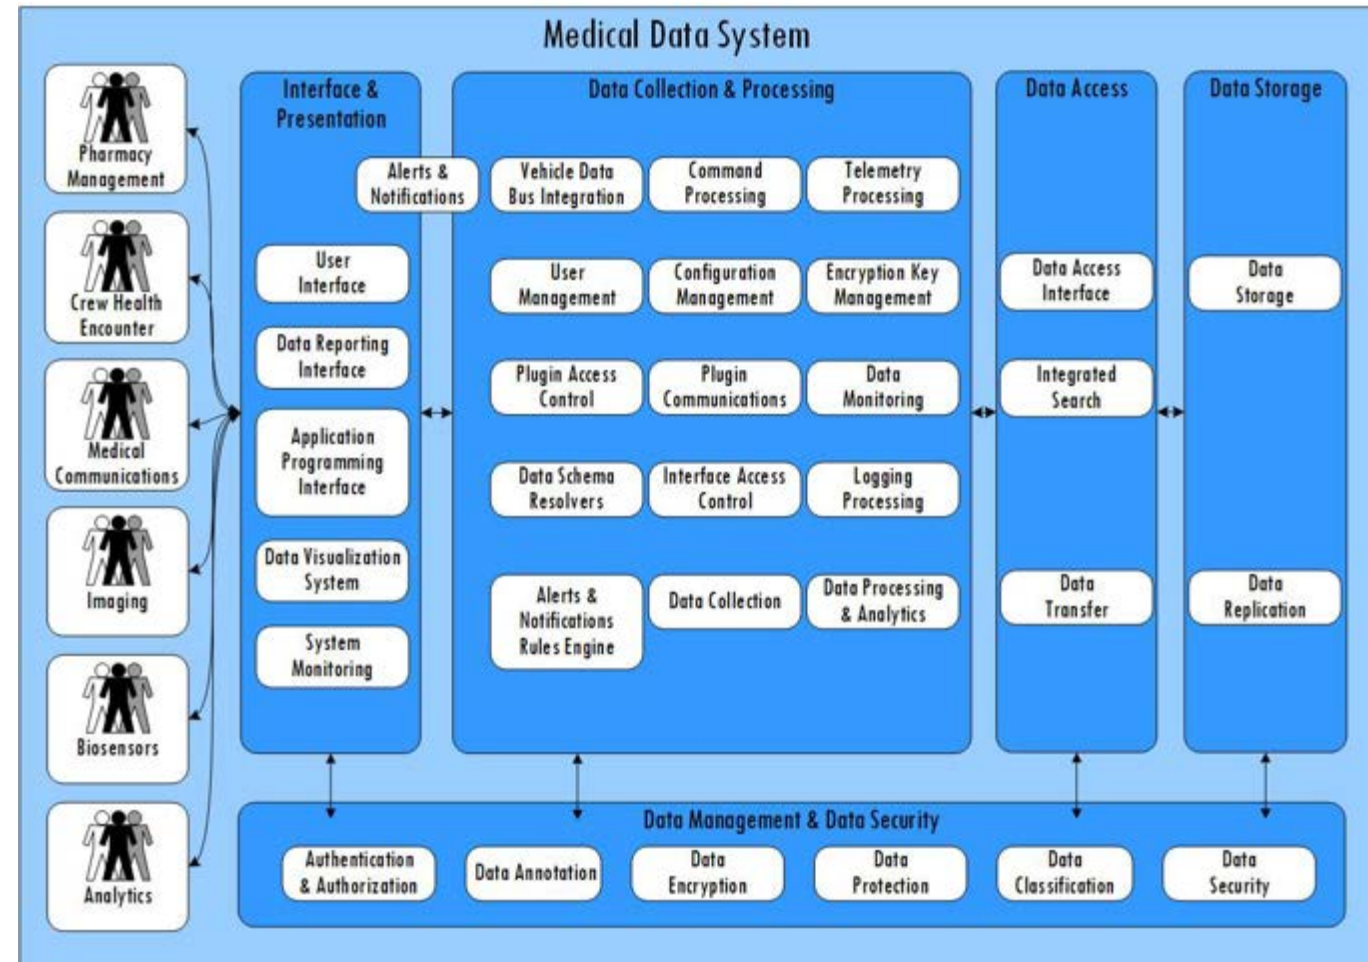 Medical Data System
Pharmacy
Management
Crew Health
Encounter
Medical
Communications
Imaging
Biosensors
Analytics
Interface &
Presentation
Alerts &
Notifications
User
Interface
Data Reporting
Interface
Application
Programming
Interface
Data Visualization
System
System
Monitoring
Data Collection & Processing
Vehicle Data
Bus Integration
Command
Processing
Telemetry
Processing
User
Management
Configuration
Management
Encryption Key
Management
Plugin Access
Control
Plugin
Communications
Data
Monitoring
Data Schema
Resolvers
Interface Access
Control
Logging
Processing
Alerts &
Notifications
Rules Engine
Data Collection
Data Processing
& Analytics
Data Access
Data Access
Interface
Integrated
Search
Data
Transfer
Data Storage
Data
Storage
Data
Replication
Data Management & Data Security
Authentication
& Authorization
Data Annotation
Data
Encryption
Data
Protection
Data
Classification
Data
Security